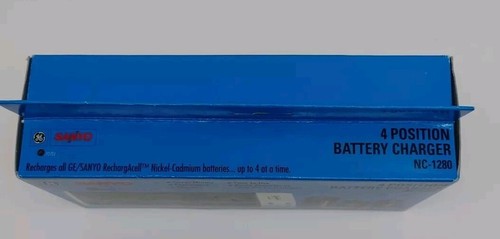 GE SANYO
4 POSITION
BATTERY CHARGER
NC-1280
Recharges all GE/SANYO RechargAcell™ Nickel-Cadmium batteries... up to 4 at a time.